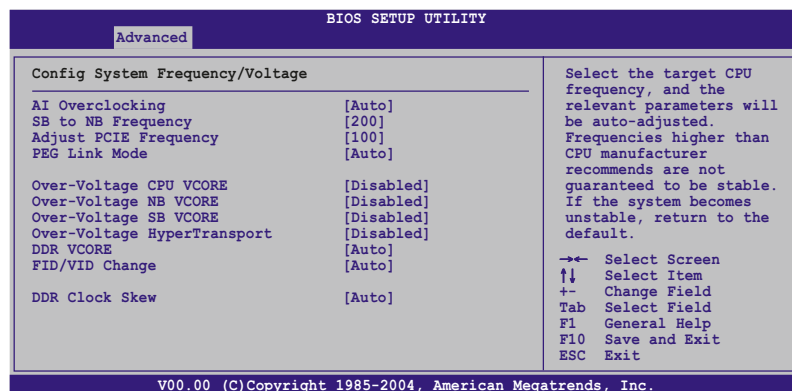 BIOS SETUP UTILITY
Advanced
Config System Frequency/Voltage
AI Overclocking [Auto]
SB to NB Frequency [200]
Adjust PCIE Frequency [100]
PEG Link Mode [Auto]
Over-Voltage CPU VCORE [Disabled]
Over-Voltage NB VCORE [Disabled]
Over-Voltage SB VCORE [Disabled]
Over-Voltage HyperTransport [Disabled]
DDR VCORE [Auto]
FID/VID Change [Auto]
DDR Clock Skew [Auto]
Select the target CPU
frequency, and the
relevant parameters will
be auto-adjusted.
Frequencies higher than
CPU manufacturer
recommends are not
guaranteed to be stable.
If the system becomes
unstable, return to the
default.
→← Select Screen
↑↓ Select Item
+- Change Field
Tab Select Field
F1 General Help
F10 Save and Exit
ESC Exit
V00.00 (C)Copyright 1985-2004, American Megatrends, Inc.